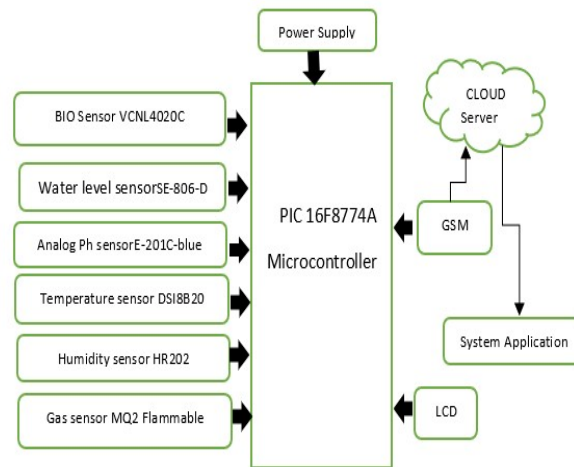 Power Supply
BIO Sensor VCNL4020C
Water level sensorSE-806-D
Analog Ph sensorE-201C-blue
Temperature sensor DSI8B20
Humidity sensor HR202
Gas sensor MQ2 Flammable
PIC 16F8774A
Microcontroller
CLOUD
Server
GSM
System Application
LCD